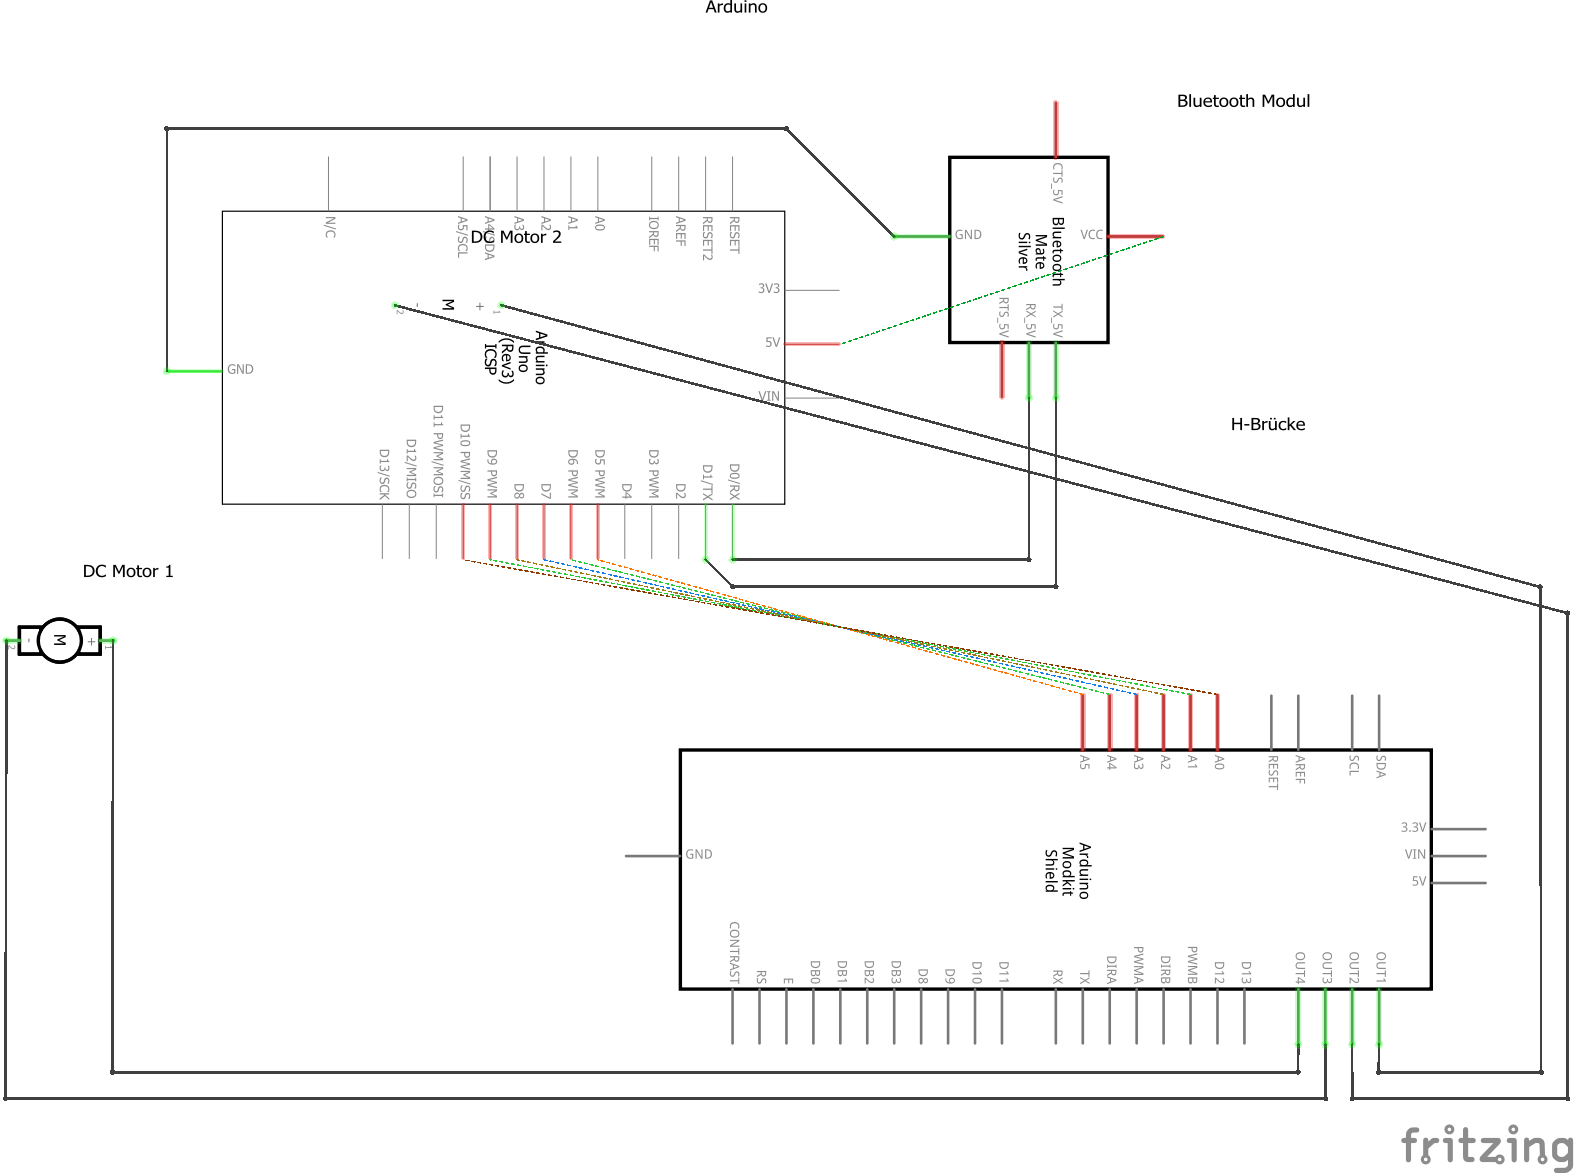 Arduino
Bluetooth Modul
N/C
A5/SCL
A4/SDA
A3
A2
A1
A0
IOREF
AREF
RESET2
RESET
DC Motor 2
3V3
5V
VIN
GND
- M +
2
1
Arduino
Uno
(Rev3)
ICSP
D13/SCK
D12/MISO
D11 PWM/MOSI
D10 PWM/SS
D9 PWM
D8
D7
D6 PWM
D5 PWM
D4
D3 PWM
D2
D1/TX
D0/RX
CTS_5V
GND
VCC
Bluetooth
Mate
Silver
RTS_5V
RX_5V
TX_5V
H-Brücke
DC Motor 1
- M +
2
1
A5
A4
A3
A2
A1
A0
RESET
AREF
SCL
SDA
3.3V
VIN
5V
GND
Arduino
Modkit
Shield
CONTRAST
RS
E
DB0
DB1
DB2
DB3
D8
D9
D10
D11
RX
TX
DIRA
PWMA
DIRB
PWMB
D12
D13
OUT4
OUT3
OUT2
OUT1
fritzing